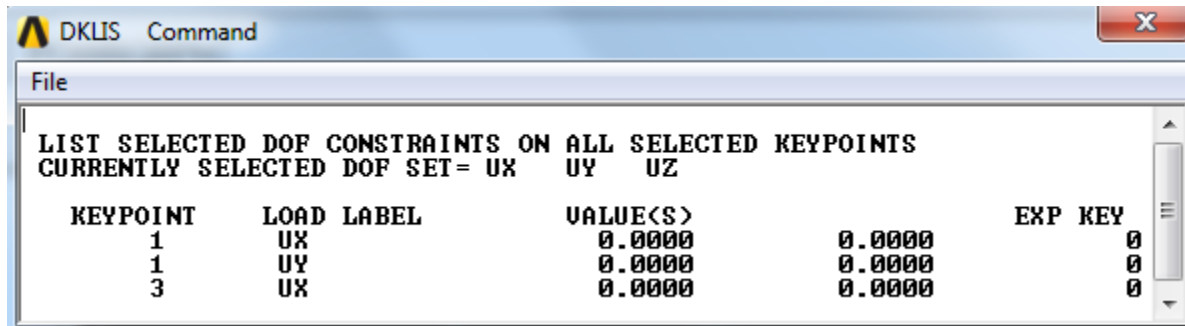 DKLIS Command
File
LIST SELECTED DOF CONSTRAINTS ON ALL SELECTED KEYPOINTS
CURRENTLY SELECTED DOF SET= UX UY UZ
KEYPOINT LOAD LABEL VALUE(S) EXP KEY
1 UX 0.0000 0.0000 0
1 UY 0.0000 0.0000 0
3 UX 0.0000 0.0000 0